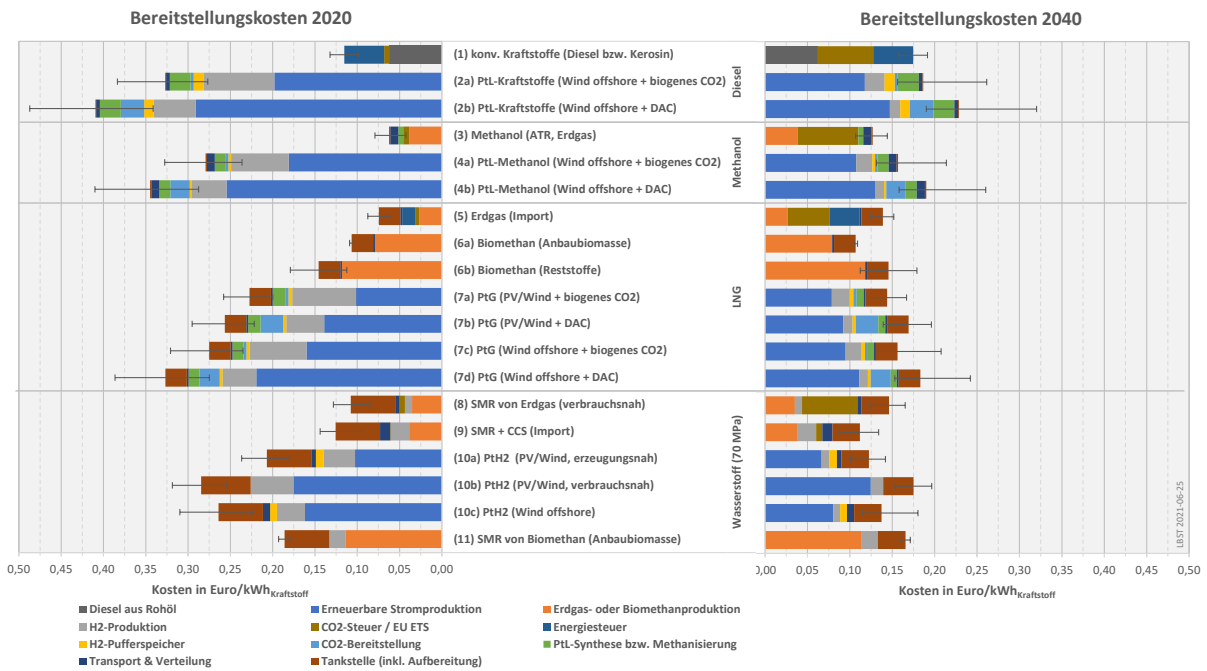 Bereitstellungskosten 2020
Bereitstellungskosten 2040
(1) konv. Kraftstoffe (Diesel bzw. Kerosin)
(2a) PtL-Kraftstoffe (Wind offshore + biogenes CO2)
(2b) PtL-Kraftstoffe (Wind offshore + DAC)
Diesel
(3) Methanol (ATR, Erdgas)
(4a) PtL-Methanol (Wind offshore + biogenes CO2)
(4b) PtL-Methanol (Wind offshore + DAC)
Methanol
(5) Erdgas (Import)
(6a) Biomethan (Anbaubiomasse)
(6b) Biomethan (Reststoffe)
(7a) PtG (PV/Wind + biogenes CO2)
(7b) PtG (PV/Wind + DAC)
(7c) PtG (Wind offshore + biogenes CO2)
(7d) PtG (Wind offshore + DAC)
LNG
(8) SMR von Erdgas (verbrauchsnah)
(9) SMR + CCS (Import)
(10a) PtH2 (PV/Wind, erzeugungsnah)
(10b) PtH2 (PV/Wind, verbrauchsnah)
(10c) PtH2 (Wind offshore)
(11) SMR von Biomethan (Anbaubiomasse)
Wasserstoff (70 MPa)
LBST 2021-06-25
0,50 0,45 0,40 0,35 0,30 0,25 0,20 0,15 0,10 0,05 0,00
0,00 0,05 0,10 0,15 0,20 0,25 0,30 0,35 0,40 0,45 0,50
Kosten in Euro/kWhKraftstoff
Kosten in Euro/kWhKraftstoff
Diesel aus Rohöl
Erneuerbare Stromproduktion
Erdgas- oder Biomethanproduktion
H2-Produktion
CO2-Steuer / EU ETS
Energiesteuer
H2-Pufferspeicher
CO2-Bereitstellung
PtL-Synthese bzw. Methanisierung
Transport & Verteilung
Tankstelle (inkl. Aufbereitung)